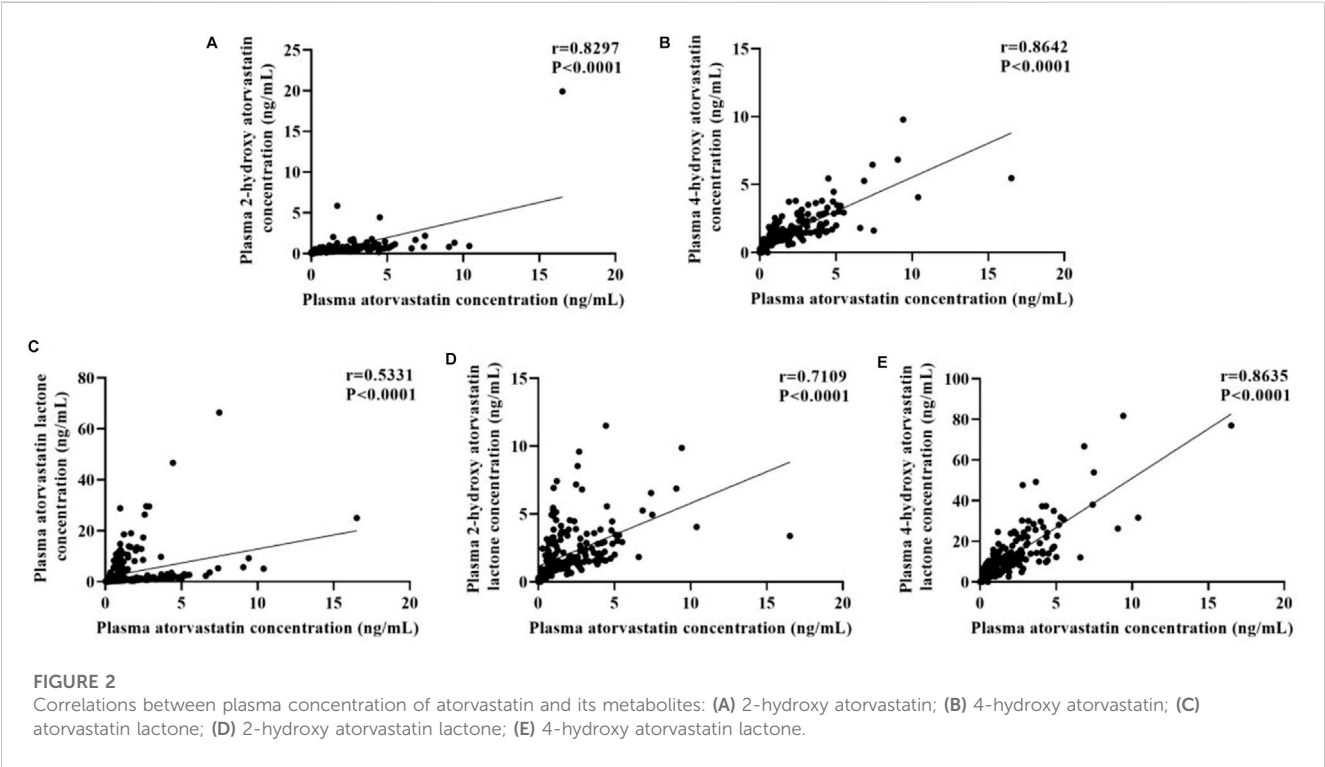 A
Plasma 2-hydroxy atorvastatin
concentration (ng/mL)
25
20
15
10
5
0
r=0.8297
P<0.0001
0 5 10 15 20
Plasma atorvastatin concentration (ng/mL)
B
Plasma 4-hydroxy atorvastatin
concentration (ng/mL)
15
10
5
0
r=0.8642
P<0.0001
0 5 10 15 20
Plasma atorvastatin concentration (ng/mL)
C
Plasma atorvastatin lactone
concentration (ng/mL)
80
60
40
20
0
r=0.5331
P<0.0001
0 5 10 15 20
Plasma atorvastatin concentration (ng/mL)
D
Plasma 2-hydroxy atorvastatin
lactone concentration (ng/mL)
15
10
5
0
r=0.7109
P<0.0001
0 5 10 15 20
Plasma atorvastatin concentration (ng/mL)
E
Plasma 4-hydroxy atorvastatin
lactone concentration (ng/mL)
100
80
60
40
20
0
r=0.8635
P<0.0001
0 5 10 15 20
Plasma atorvastatin concentration (ng/mL)
FIGURE 2
Correlations between plasma concentration of atorvastatin and its metabolites: (A) 2-hydroxy atorvastatin; (B) 4-hydroxy atorvastatin; (C)
atorvastatin lactone; (D) 2-hydroxy atorvastatin lactone; (E) 4-hydroxy atorvastatin lactone.